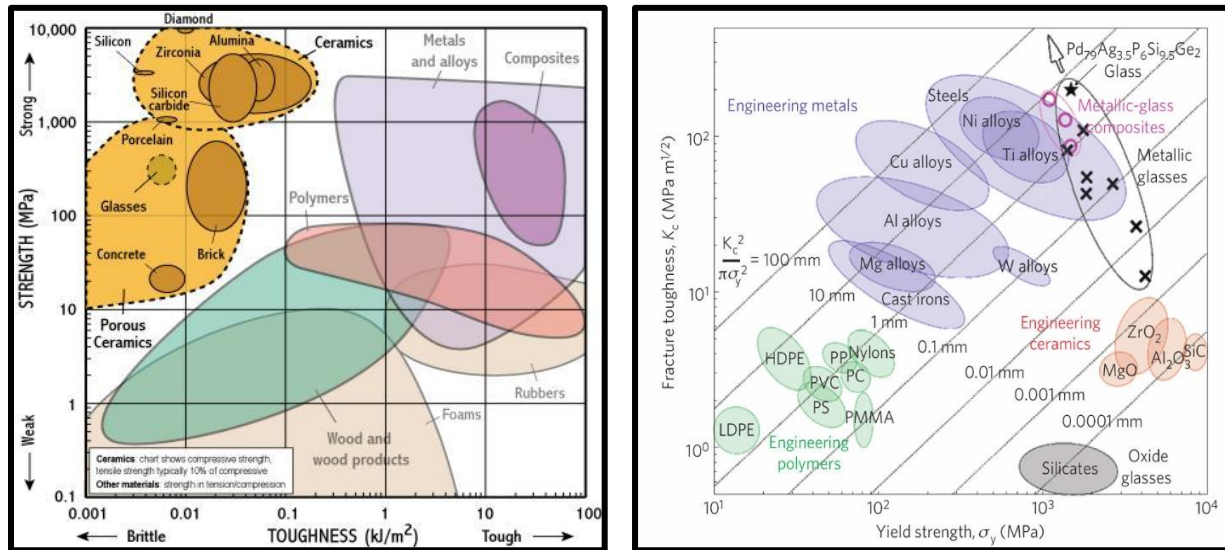 Diamond
10,000
Silicon
Alumina
Zirconia
Ceramics
Metals
and alloys
Composites
Silicon
carbide
Strong
1,000
Porcelain
Polymers
Glasses
100
STRENGTH (MPa)
Concrete
Brick
10
Porous
Ceramics
Rubbers
1
Foams
Weak
Wood and
wood products
Ceramics: chart shows compressive strength,
tensile strength typically 10% of compressive
Other materials: strength in tension/compression
0.1
0.001 0.01 0.1 1 10 100
Brittle TOUGHNESS (kJ/m²) Tough
Pd79Ag3.5P6Si9.5Ge2
Glass
Engineering metals
Steels
Ni alloys
Metallic-glass
composites
10²
Ti alloys
Cu alloys
Metallic
glasses
Al alloys
Kc²/πσy² = 100 mm
Mg alloys
W alloys
10 mm
Cast irons
10¹
1 mm
Engineering
ceramics
0.1 mm
ZrO2
HDPE
PP
Nylons
0.01 mm
Al2O3
SiC
PVC
PC
MgO
0.001 mm
PS
PMMA
0.0001 mm
LDPE
Engineering
polymers
10⁰
Silicates
Oxide
glasses
Fracture toughness, Kc (MPa m1/2)
10¹ 10² 10³ 10⁴
Yield strength, σy (MPa)